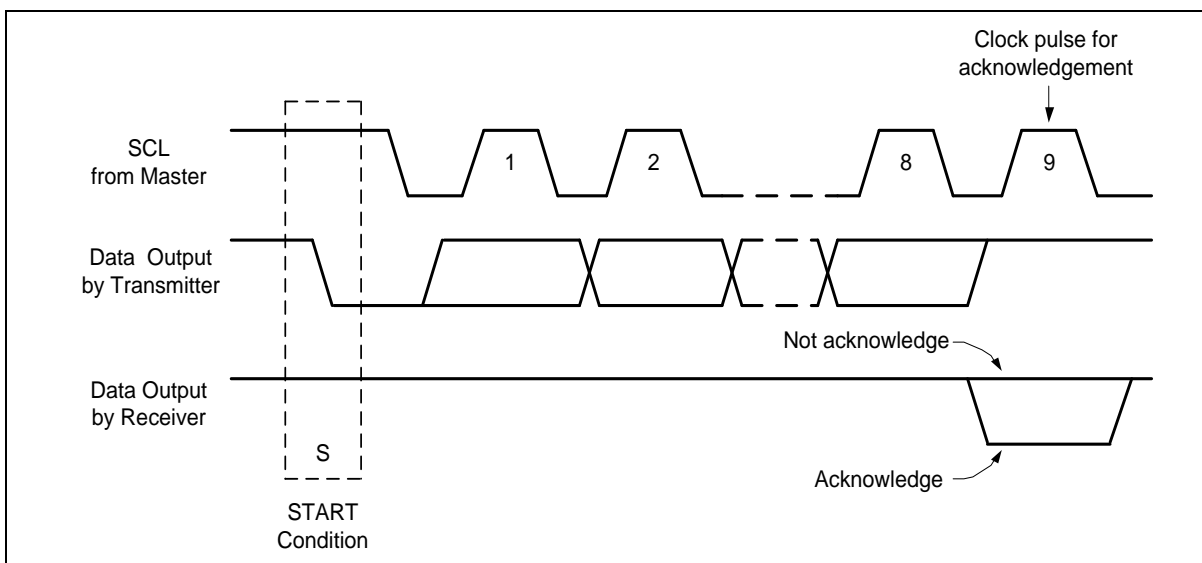 Clock pulse for
acknowledgement
SCL
from Master
1
2
8
9
Data Output
by Transmitter
Not acknowledge
Data Output
by Receiver
S
Acknowledge
START
Condition